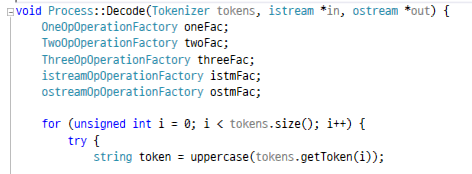 void Process::Decode(Tokenizer tokens, istream *in, ostream *out) {
OneOpOperationFactory oneFac;
TwoOpOperationFactory twoFac;
ThreeOpOperationFactory threeFac;
istreamOpOperationFactory istmFac;
ostreamOpOperationFactory ostmFac;
for (unsigned int i = 0; i < tokens.size(); i++) {
try {
string token = uppercase(tokens.getToken(i));